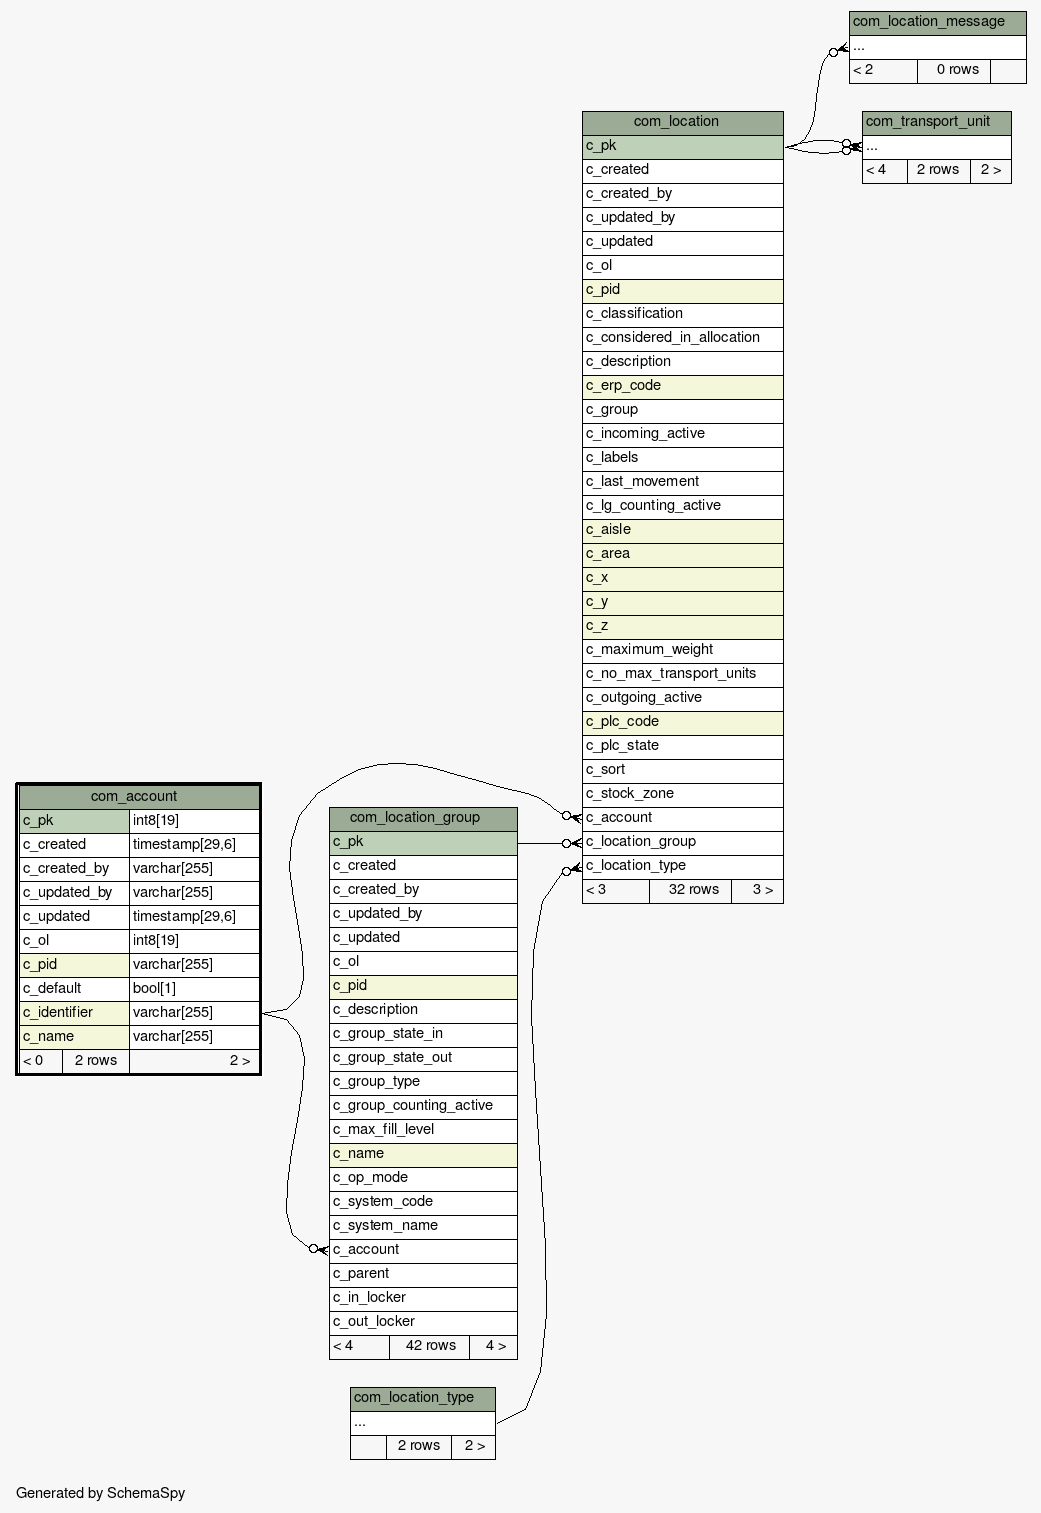 com_location_message
...
< 2 0 rows
com_location
c_pk
c_created
c_created_by
c_updated_by
c_updated
c_ol
c_pid
c_classification
c_considered_in_allocation
c_description
c_erp_code
c_group
c_incoming_active
c_labels
c_last_movement
c_lg_counting_active
c_aisle
c_area
c_x
c_y
c_z
c_maximum_weight
c_no_max_transport_units
c_outgoing_active
c_plc_code
c_plc_state
c_sort
c_stock_zone
c_account
c_location_group
c_location_type
< 3 32 rows 3 >
com_transport_unit
...
< 4 2 rows 2 >
com_account
c_pk int8[19]
c_created timestamp[29,6]
c_created_by varchar[255]
c_updated_by varchar[255]
c_updated timestamp[29,6]
c_ol int8[19]
c_pid varchar[255]
c_default bool[1]
c_identifier varchar[255]
c_name varchar[255]
< 0 2 rows 2 >
com_location_group
c_pk
c_created
c_created_by
c_updated_by
c_updated
c_ol
c_pid
c_description
c_group_state_in
c_group_state_out
c_group_type
c_group_counting_active
c_max_fill_level
c_name
c_op_mode
c_system_code
c_system_name
c_account
c_parent
c_in_locker
c_out_locker
< 4 42 rows 4 >
com_location_type
...
2 rows 2 >
Generated by SchemaSpy